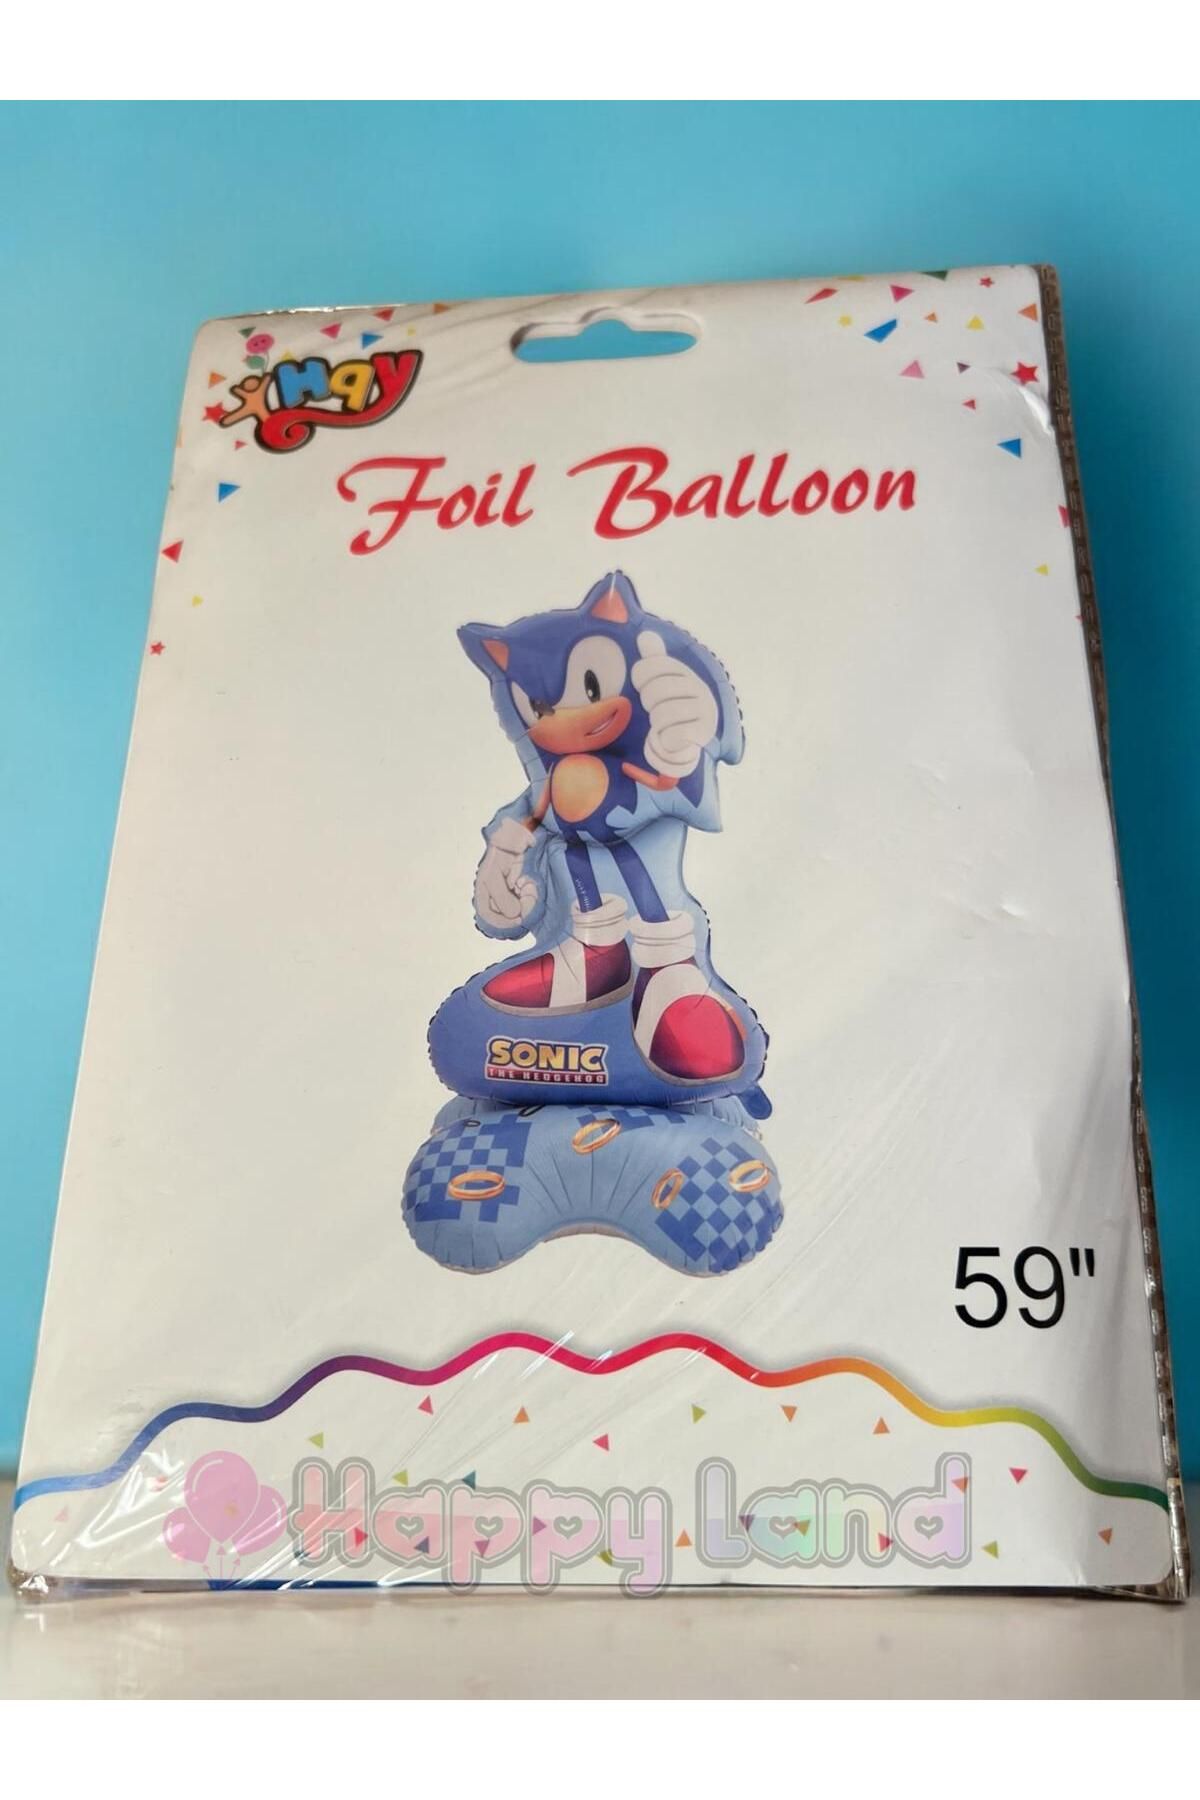 Hqy
Foil Balloon
SONIC
THE HEDGEHOG
59"
Happy Land